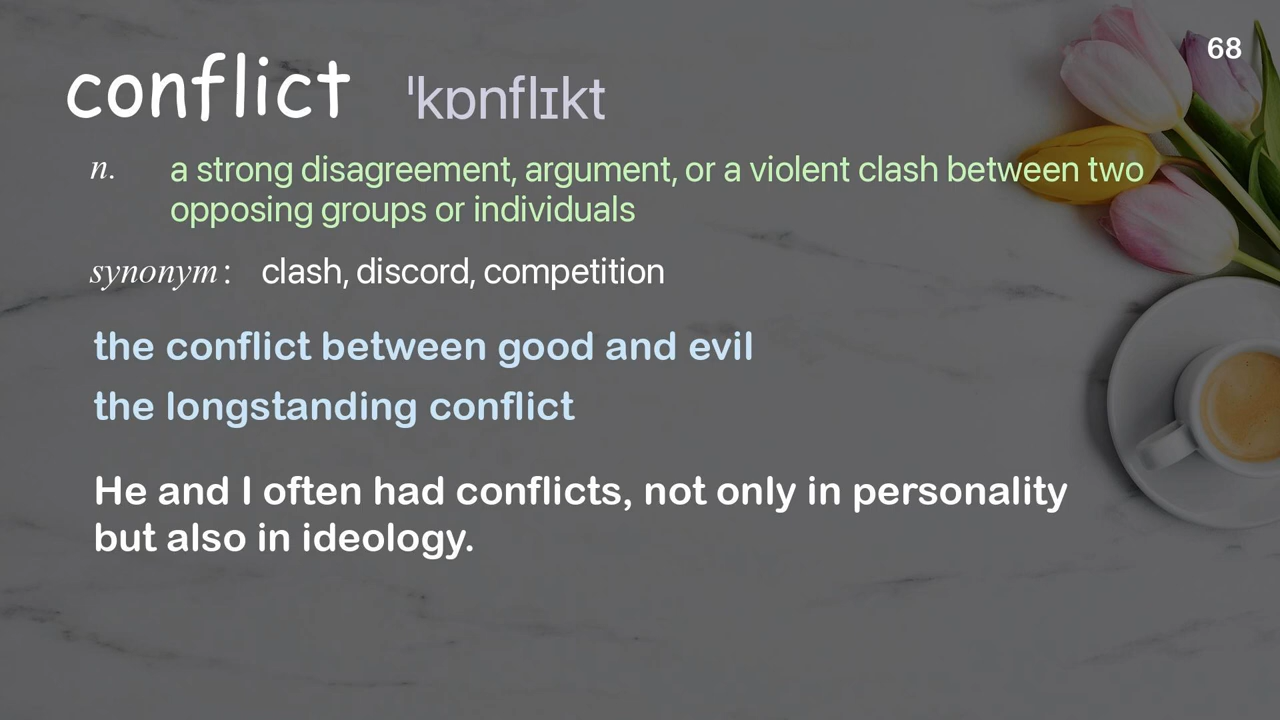 68
conflict ˈkɒnflɪkt
n. a strong disagreement, argument, or a violent clash between two
opposing groups or individuals
synonym: clash, discord, competition
the conflict between good and evil
the longstanding conflict
He and I often had conflicts, not only in personality
but also in ideology.